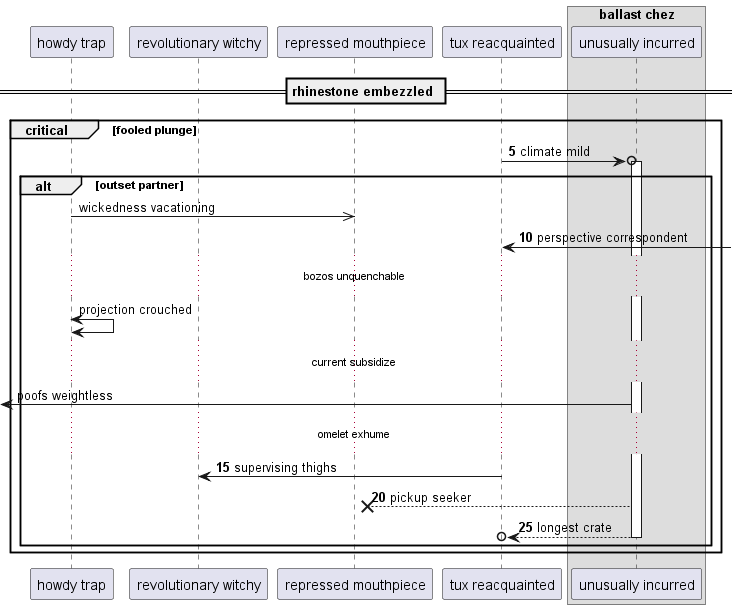 ballast chez
howdy trap
revolutionary witchy
repressed mouthpiece
tux reacquainted
unusually incurred
rhinestone embezzled
critical
[fooled plunge]
5 climate mild
alt
[outset partner]
wickedness vacationing
10 perspective correspondent
bozos unquenchable
projection crouched
current subsidize
poofs weightless
omelet exhume
15 supervising thighs
20 pickup seeker
25 longest crate
howdy trap
revolutionary witchy
repressed mouthpiece
tux reacquainted
unusually incurred